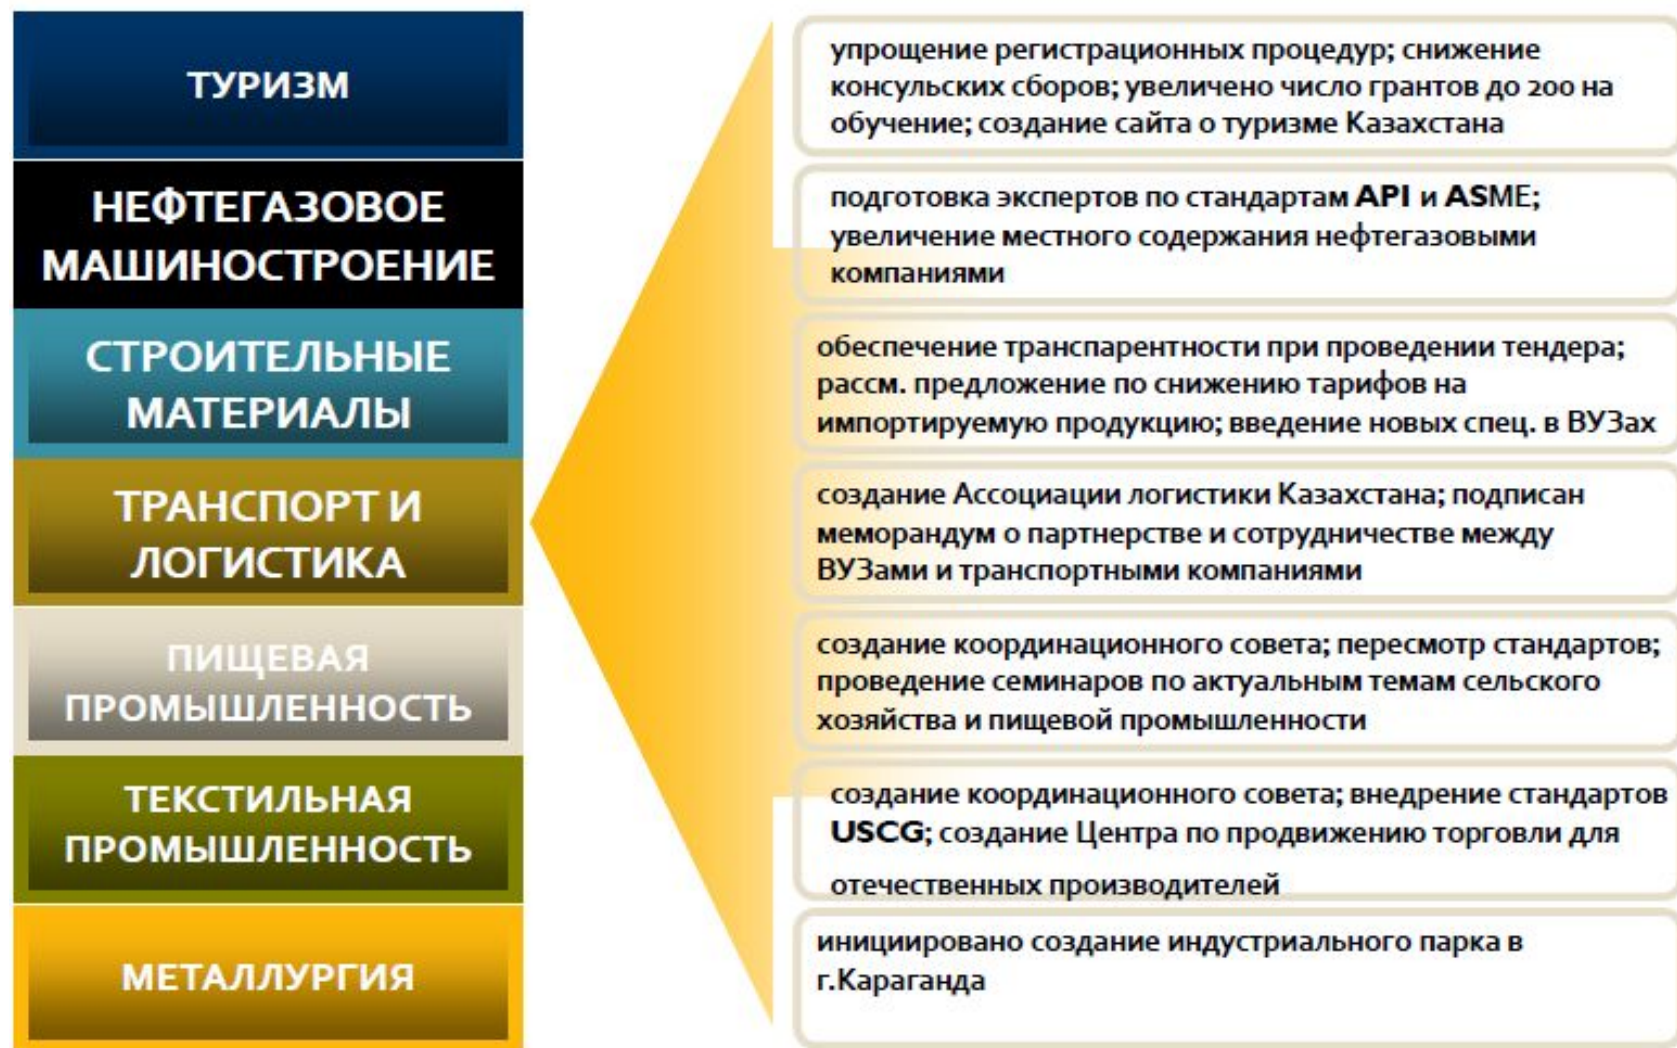 ТУРИЗМ
упрощение регистрационных процедур; снижение
консульских сборов; увеличено число грантов до 200 на
обучение; создание сайта о туризме Казахстана
НЕФТЕГАЗОВОЕ
МАШИНОСТРОЕНИЕ
подготовка экспертов по стандартам API и ASME;
увеличение местного содержания нефтегазовыми
компаниями
СТРОИТЕЛЬНЫЕ
МАТЕРИАЛЫ
обеспечение транспарентности при проведении тендера;
рассм. предложение по снижению тарифов на
импортируемую продукцию; введение новых спец. в ВУЗах
ТРАНСПОРТ И
ЛОГИСТИКА
создание Ассоциации логистики Казахстана; подписан
меморандум о партнерстве и сотрудничестве между
ВУЗами и транспортными компаниями
ПИЩЕВАЯ
ПРОМЫШЛЕННОСТЬ
создание координационного совета; пересмотр стандартов;
проведение семинаров по актуальным темам сельского
хозяйства и пищевой промышленности
ТЕКСТИЛЬНАЯ
ПРОМЫШЛЕННОСТЬ
создание координационного совета; внедрение стандартов
USCG; создание Центра по продвижению торговли для
отечественных производителей
МЕТАЛЛУРГИЯ
инициировано создание индустриального парка в
г.Караганда